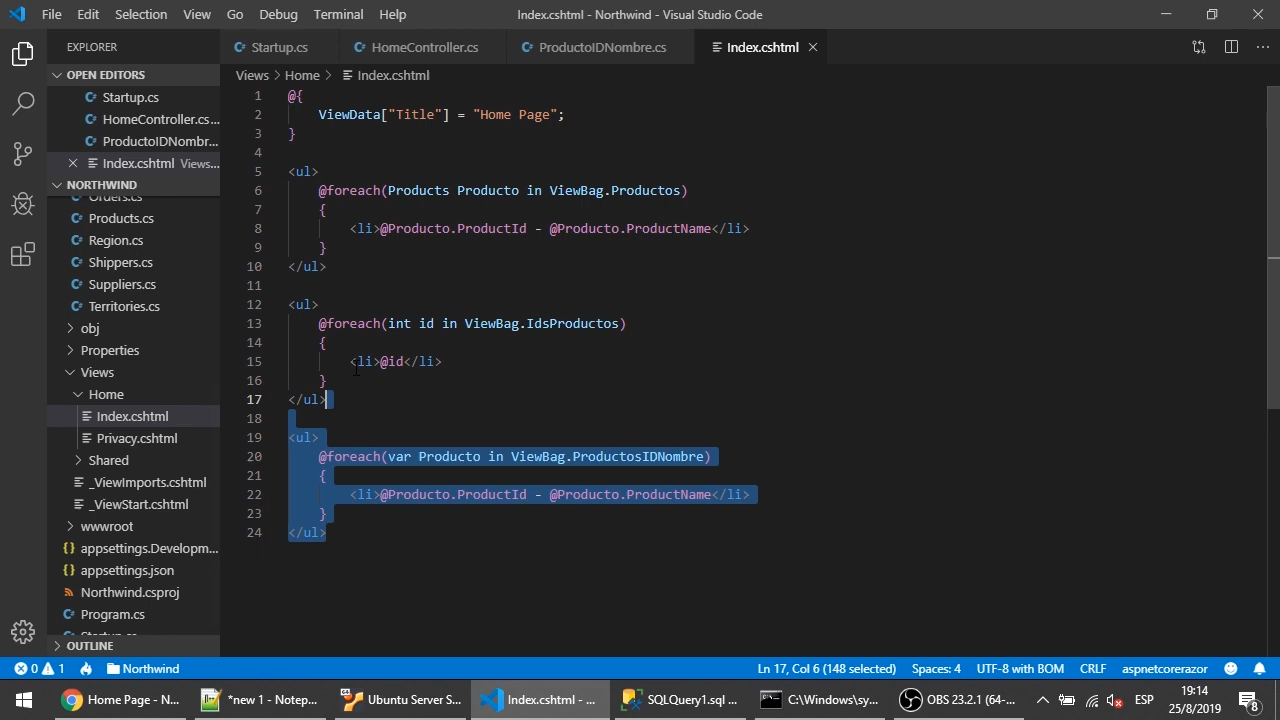 File Edit Selection View Go Debug Terminal Help
Index.cshtml - Northwind - Visual Studio Code
EXPLORER
Startup.cs
HomeController.cs
ProductoIDNombre.cs
Index.cshtml
OPEN EDITORS
Startup.cs
HomeController.cs...
ProductoIDNombr...
Index.cshtml Views...
NORTHWIND
Orders.cs
Products.cs
Region.cs
Shippers.cs
Suppliers.cs
Territories.cs
obj
Properties
Views
Home
Index.cshtml
Privacy.cshtml
Shared
_ViewImports.cshtml
_ViewStart.cshtml
wwwroot
appsettings.Developm...
appsettings.json
Northwind.csproj
Program.cs
Startup.cs
OUTLINE
Views > Home > Index.cshtml
1 @{
2 ViewData["Title"] = "Home Page";
3 }
4
5 <ul>
6 @foreach(Products Producto in ViewBag.Productos)
7 {
8 <li>@Producto.ProductId - @Producto.ProductName</li>
9 }
10 </ul>
11
12 <ul>
13 @foreach(int id in ViewBag.IdsProductos)
14 {
15 <li>@id</li>
16 }
17 </ul>
18
19 <ul>
20 @foreach(var Producto in ViewBag.ProductosIDNombre)
21 {
22 <li>@Producto.ProductId - @Producto.ProductName</li>
23 }
24 </ul>
0 1 Northwind
Ln 17, Col 6 (148 selected) Spaces: 4 UTF-8 with BOM CRLF aspnetcorerazor
Home Page - N...
*new 1 - Notep...
Ubuntu Server S...
Index.cshtml - ...
SQLQuery1.sql ...
C:\Windows\sy...
OBS 23.2.1 (64-...
ESP
19:14
25/8/2019
8